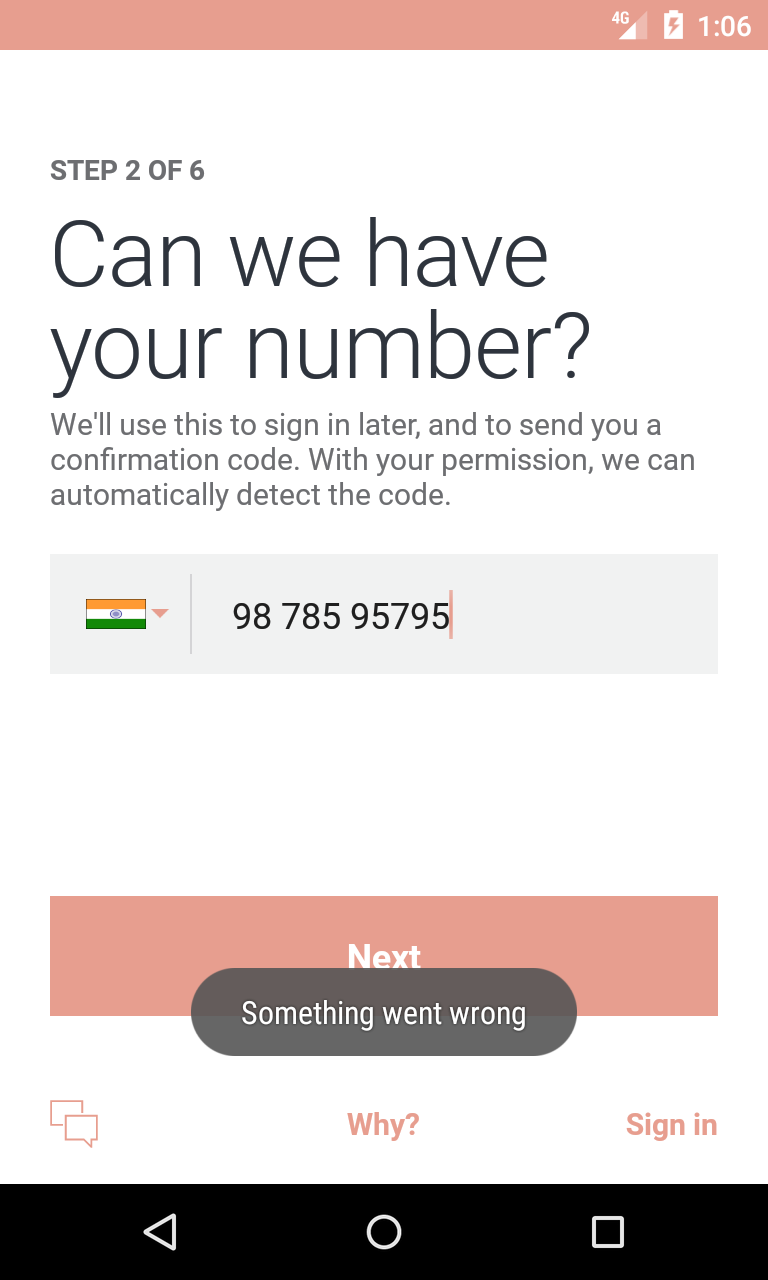 4G 1:06
STEP 2 OF 6
Can we have
your number?
We'll use this to sign in later, and to send you a
confirmation code. With your permission, we can
automatically detect the code.
98 785 95795
Next
Something went wrong
Why? Sign in